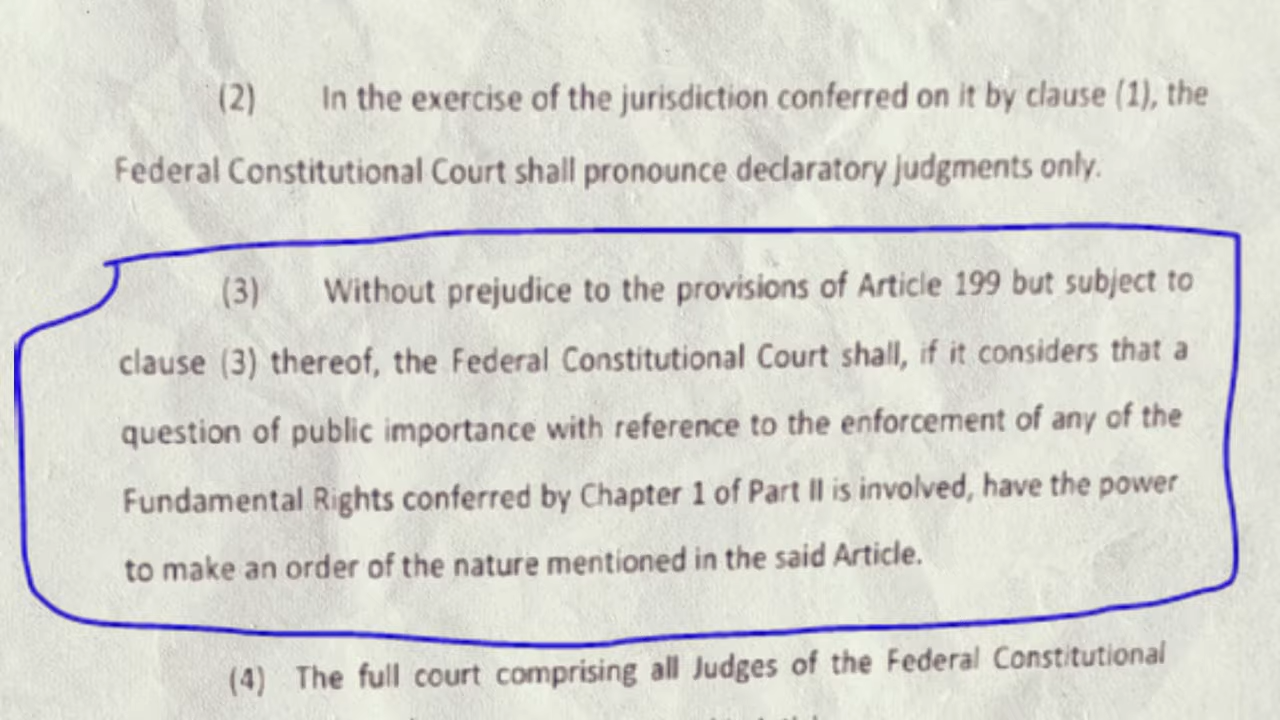 (2) In the exercise of the jurisdiction conferred on it by clause (1), the
Federal Constitutional Court shall pronounce declaratory judgments only.
(3) Without prejudice to the provisions of Article 199 but subject to
clause (3) thereof, the Federal Constitutional Court shall, if it considers that a
question of public importance with reference to the enforcement of any of the
Fundamental Rights conferred by Chapter 1 of Part II is involved, have the power
to make an order of the nature mentioned in the said Article.
(4) The full court comprising all Judges of the Federal Constitutional